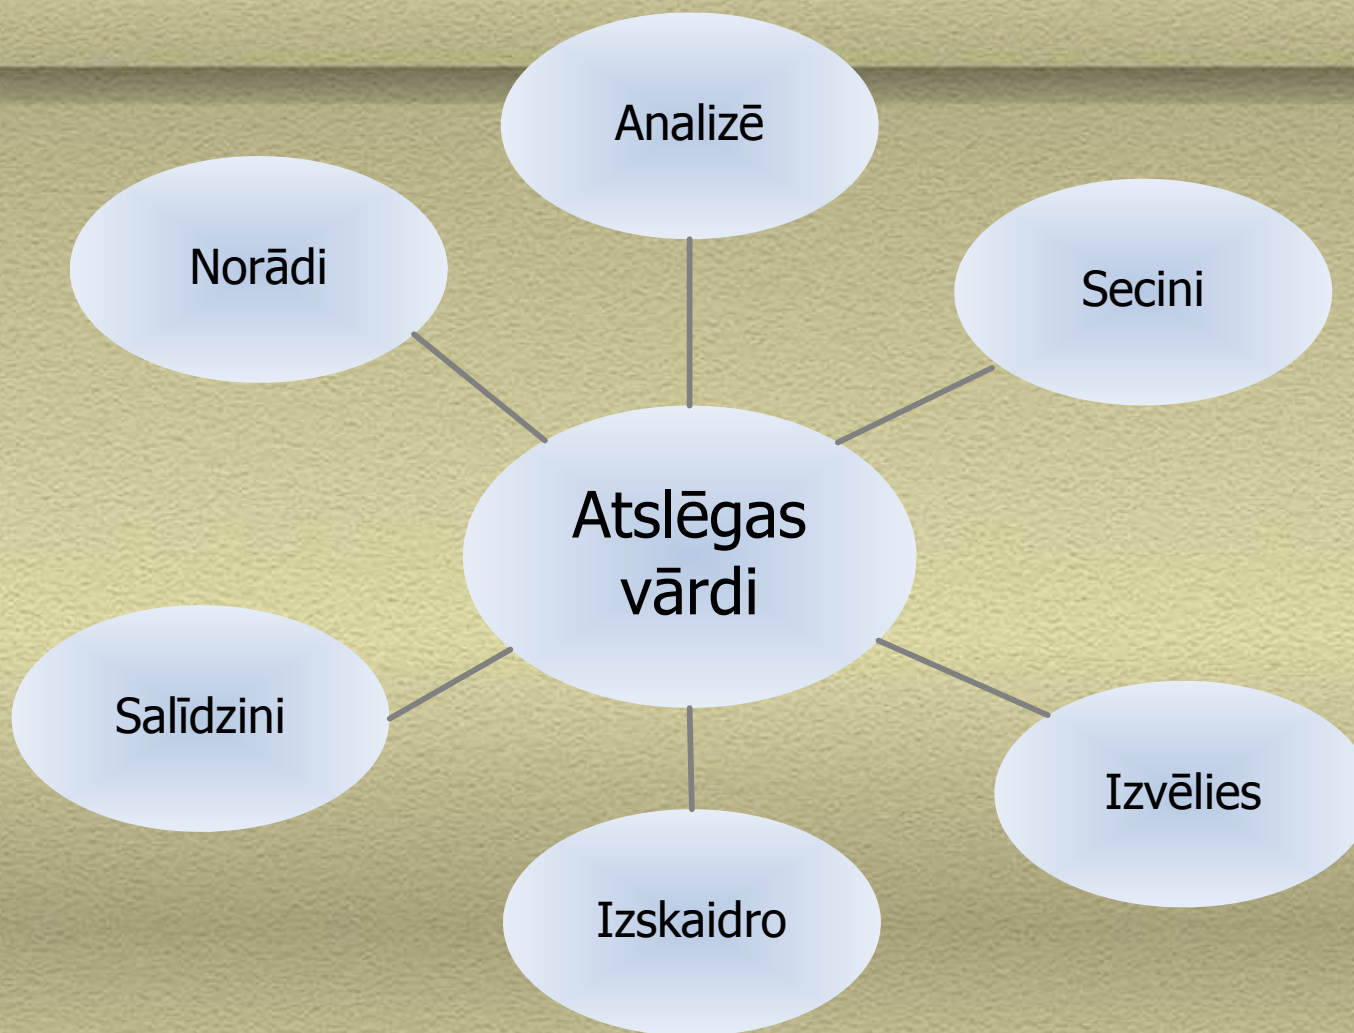 Analizē
Norādi
Secini
Atslēgas
vārdi
Salīdzini
Izvēlies
Izskaidro